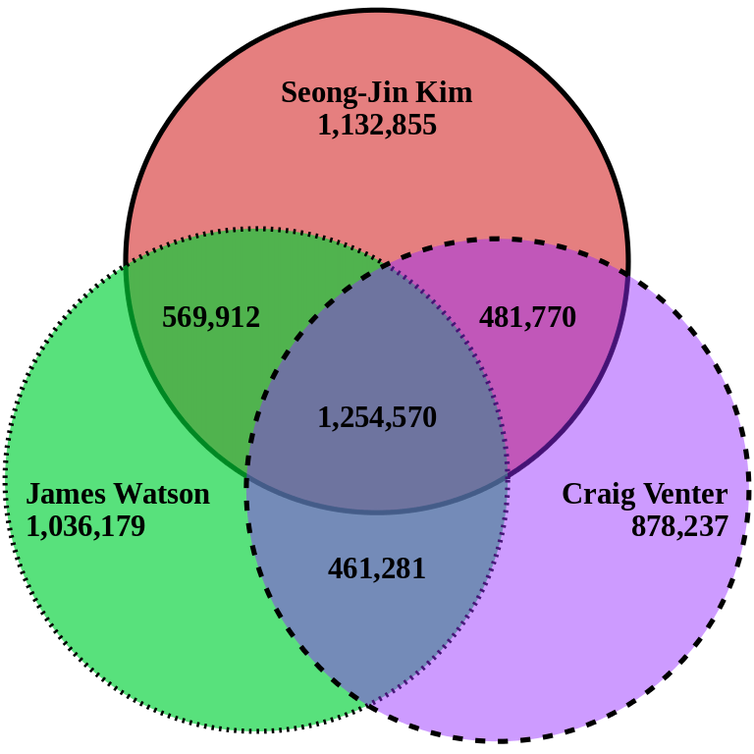 Seong-Jin Kim
1,132,855
569,912
481,770
1,254,570
James Watson
1,036,179
Craig Venter
878,237
461,281